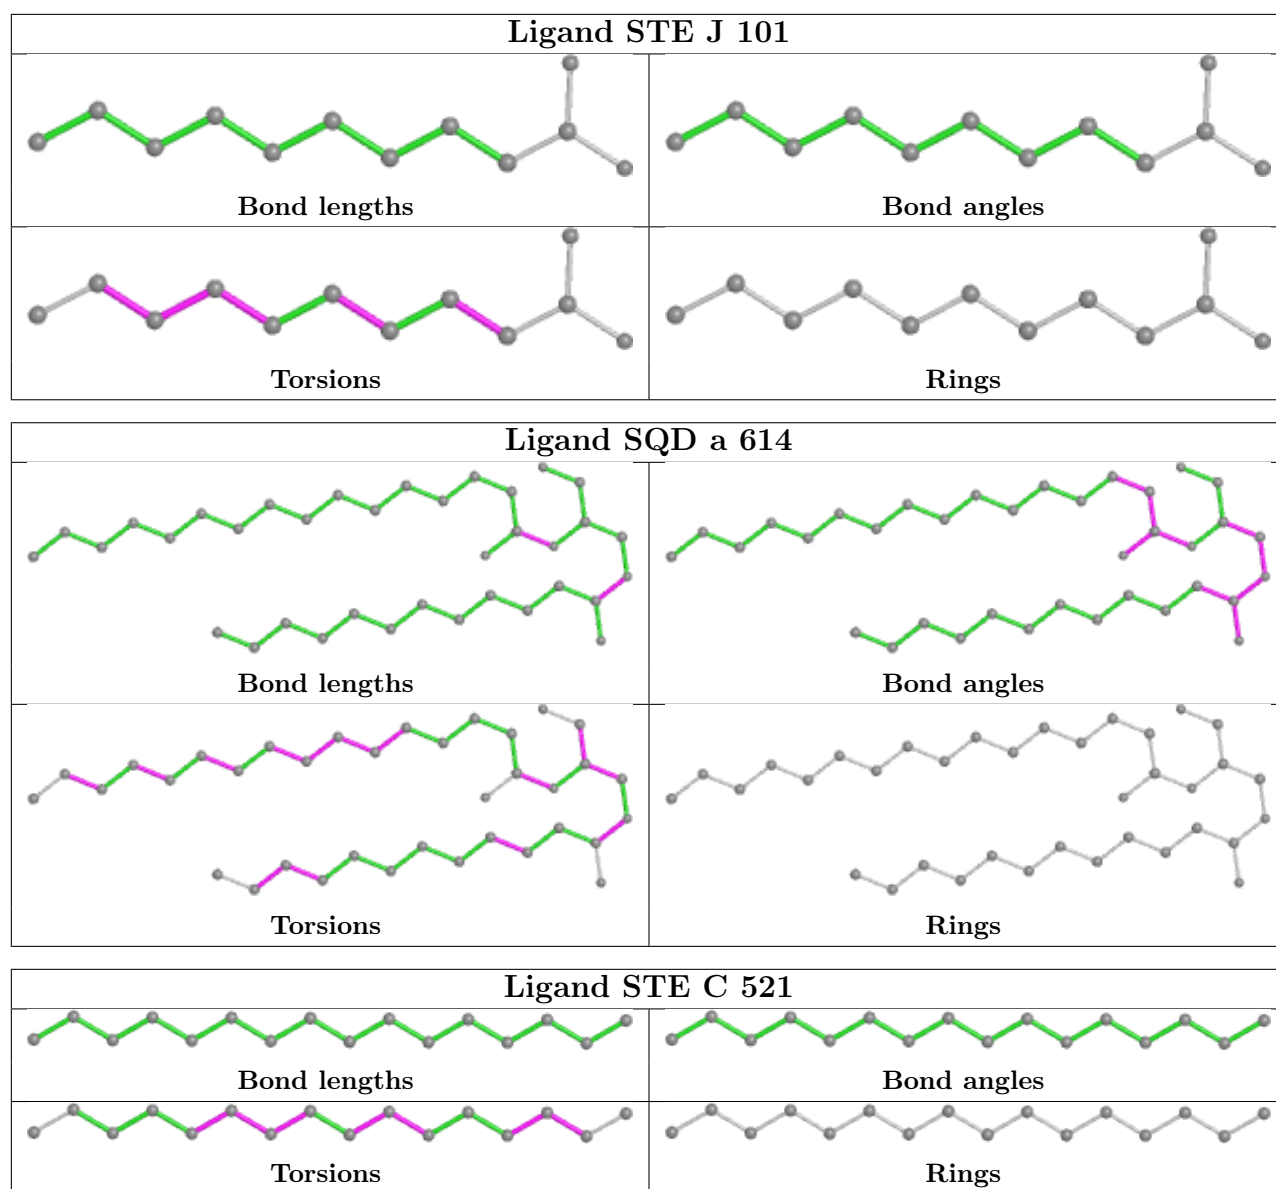 Ligand STE J 101
Bond lengths
Bond angles
Torsions
Rings
Ligand SQD a 614
Bond lengths
Bond angles
Torsions
Rings
Ligand STE C 521
Bond lengths
Bond angles
Torsions
Rings